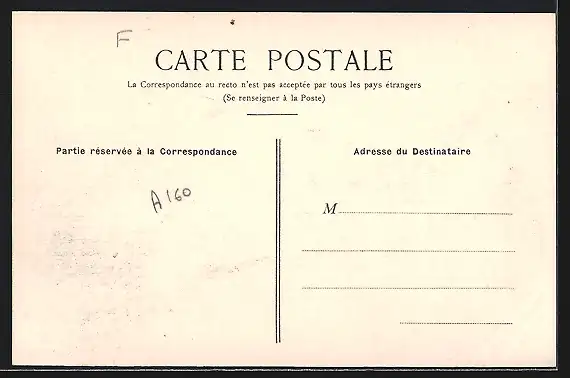 F
CARTE POSTALE
La Correspondance au recto n'est pas acceptée par tous les pays étrangers
(Se renseigner à la Poste)
Partie réservée à la Correspondance
A160
Adresse du Destinataire
M